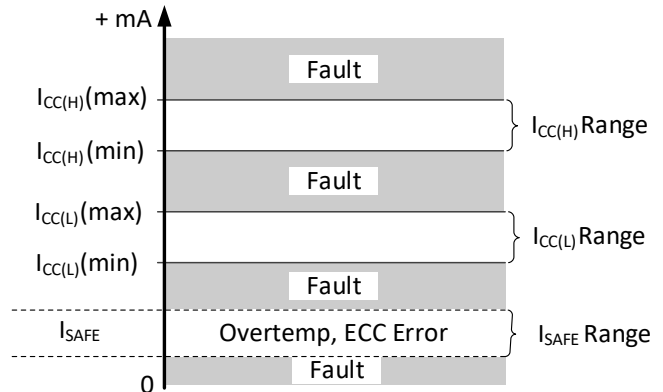 + mA
Fault
ICC(H)(max)
ICC(H) Range
ICC(H)(min)
Fault
ICC(L)(max)
ICC(L) Range
ICC(L)(min)
Fault
ISAFE
Overtemp, ECC Error
ISAFE Range
Fault
0